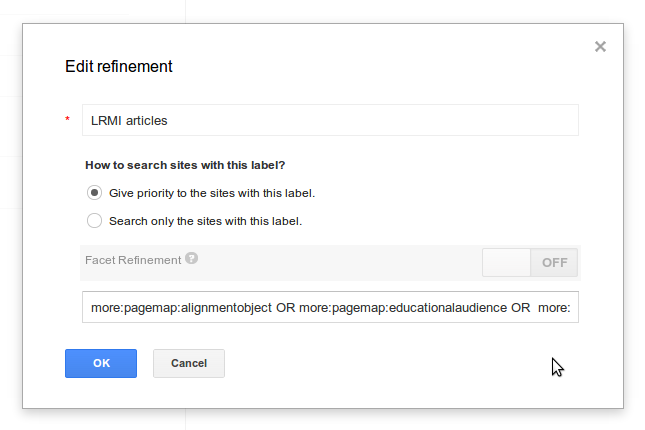 Edit refinement
* LRMI articles
How to search sites with this label?
Give priority to the sites with this label.
Search only the sites with this label.
Facet Refinement ?
OFF
more:pagemap:alignmentobject OR more:pagemap:educationalaudience OR  more:
OK Cancel